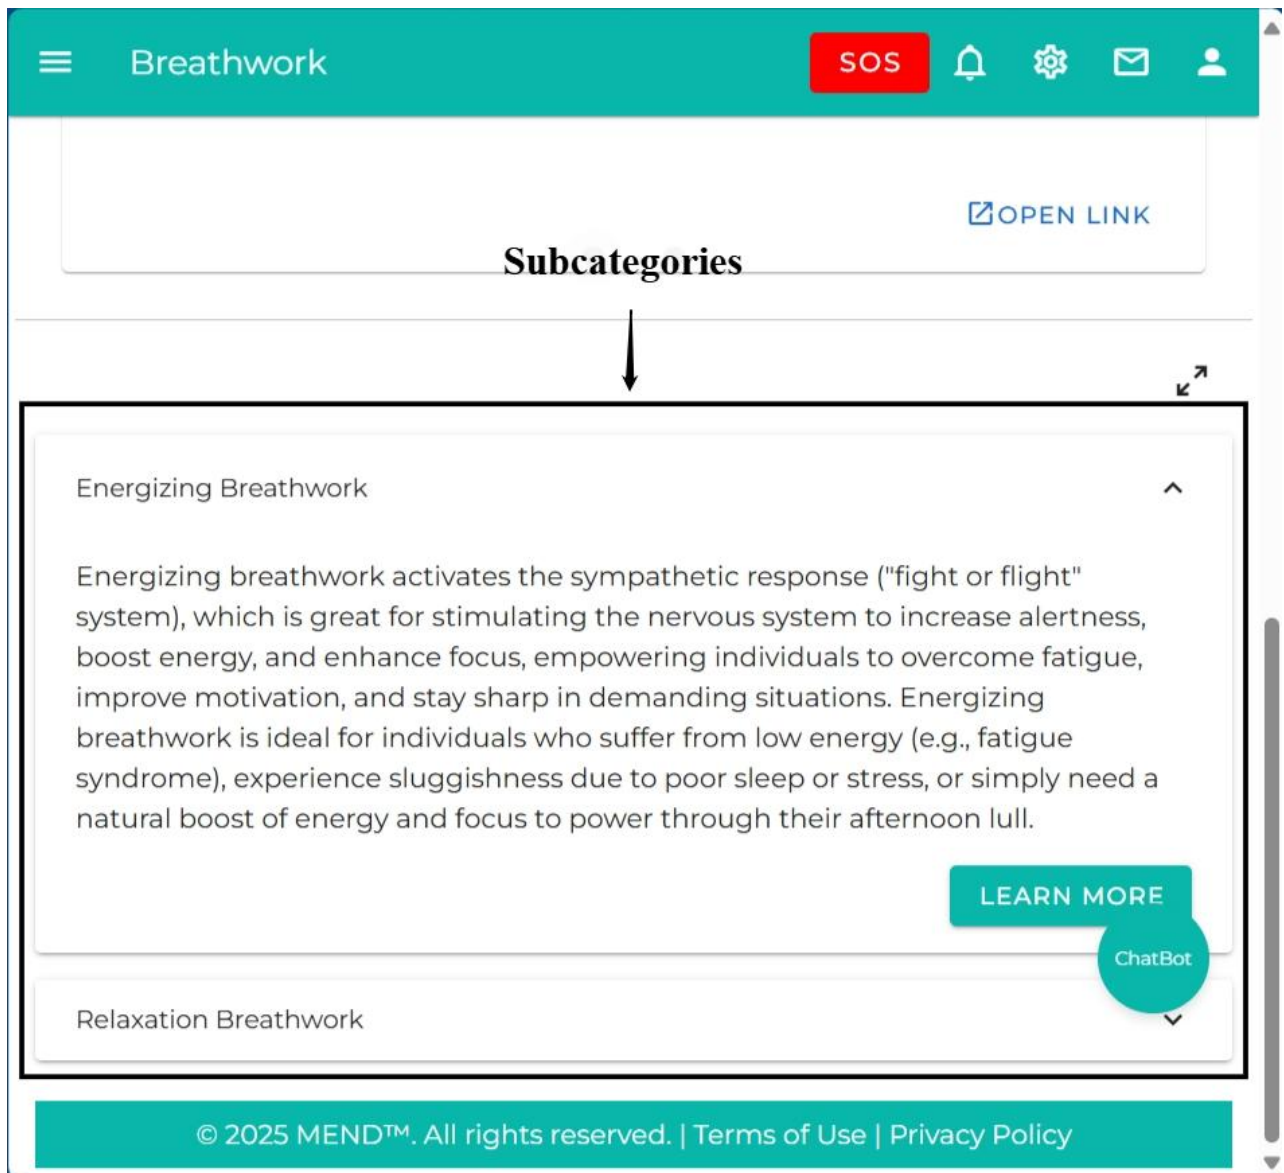 Breathwork
SOS
OPEN LINK
Subcategories
Energizing Breathwork
Energizing breathwork activates the sympathetic response ("fight or flight"
system), which is great for stimulating the nervous system to increase alertness,
boost energy, and enhance focus, empowering individuals to overcome fatigue,
improve motivation, and stay sharp in demanding situations. Energizing
breathwork is ideal for individuals who suffer from low energy (e.g., fatigue
syndrome), experience sluggishness due to poor sleep or stress, or simply need a
natural boost of energy and focus to power through their afternoon lull.
LEARN MORE
ChatBot
Relaxation Breathwork
© 2025 MEND™. All rights reserved. | Terms of Use | Privacy Policy